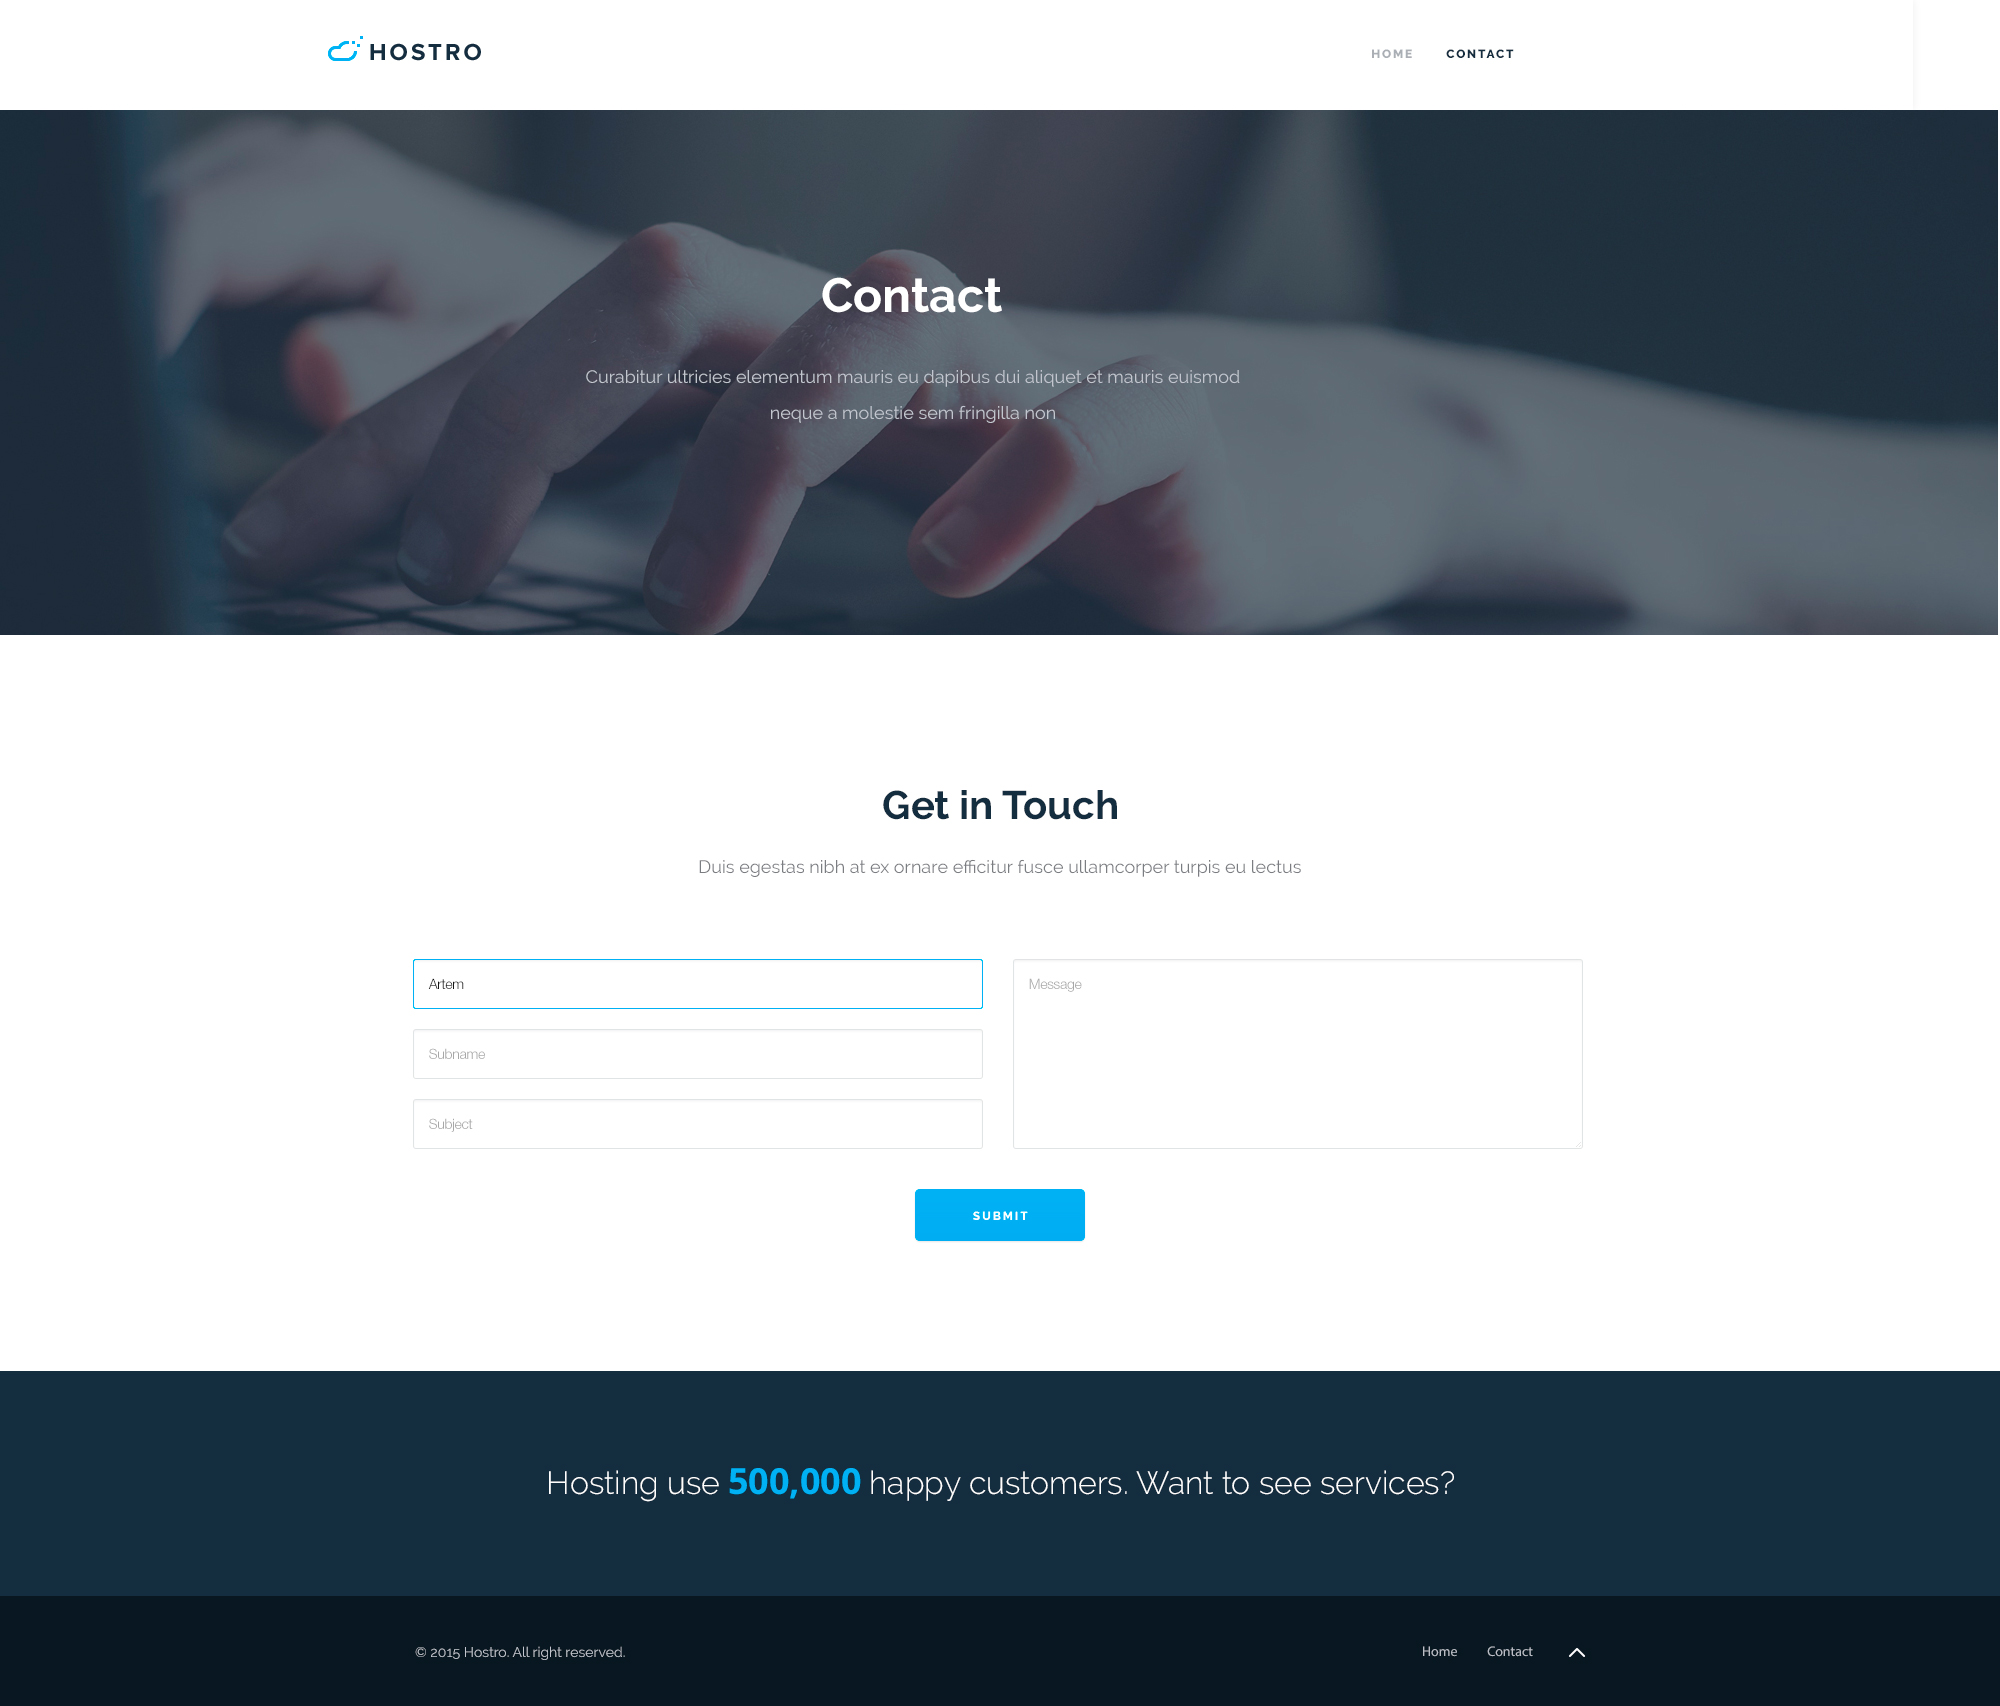 HOSTRO
HOME CONTACT
Contact
Curabitur ultricies elementum mauris eu dapibus dui aliquet et mauris euismod
neque a molestie sem fringilla non
Get in Touch
Duis egestas nibh at ex ornare efficitur fusce ullamcorper turpis eu lectus
Artem
Subname
Subject
Message
SUBMIT
Hosting use 500,000 happy customers. Want to see services?
© 2015 Hostro. All right reserved.
Home Contact